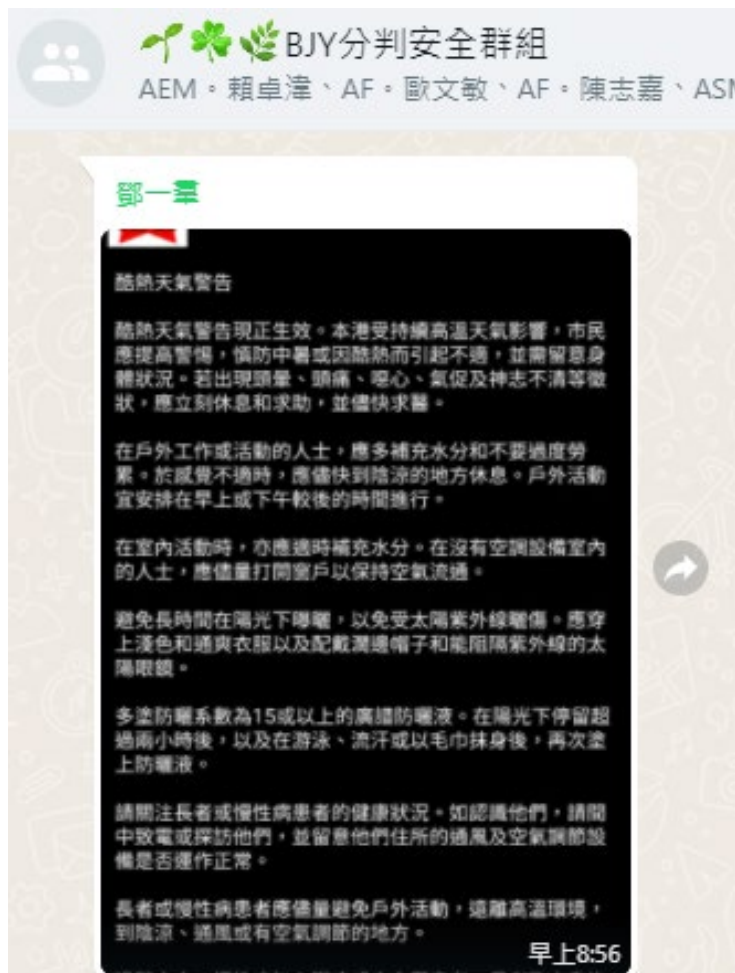 BJY分判安全群組
AEM。賴卓漳、AF。歐文敏、AF。陳志嘉、ASM
鄧一羣
酷熱天氣警告
酷熱天氣警告現正生效。本港受持續高溫天氣影響，市民
應提高警惕，慎防中暑或因酷熱而引起不適，並需留意身
體狀況。若出現頭暈、頭痛、噁心、氣促及神志不清等徵
狀，應立刻休息和求助，並儘快求醫。
在戶外工作或活動的人士，應多補充水分和不要過度勞
累。於感覺不適時，應儘快到陰涼的地方休息。戶外活動
宜安排在早上或下午較後的時間進行。
在室內活動時，亦應適時補充水分。在沒有空調設備室內
的人士，應儘量打開窗戶以保持空氣流通。
避免長時間在陽光下曝曬，以免受太陽紫外線曬傷。應穿
上淺色和通爽衣服以及配戴濶邊帽子和能阻隔紫外線的太
陽眼鏡。
多塗防曬系數為15或以上的廣譜防曬液。在陽光下停留超
過兩小時後，以及在游泳、流汗或以毛巾抹身後，再次塗
上防曬液。
請關注長者或慢性病患者的健康狀況。如認識他們，請間
中致電或探訪他們，並留意他們住所的通風及空氣調節設
備是否運作正常。
長者或慢性病患者應儘量避免戶外活動，遠離高溫環境，
到陰涼、通風或有空氣調節的地方。
早上8:56